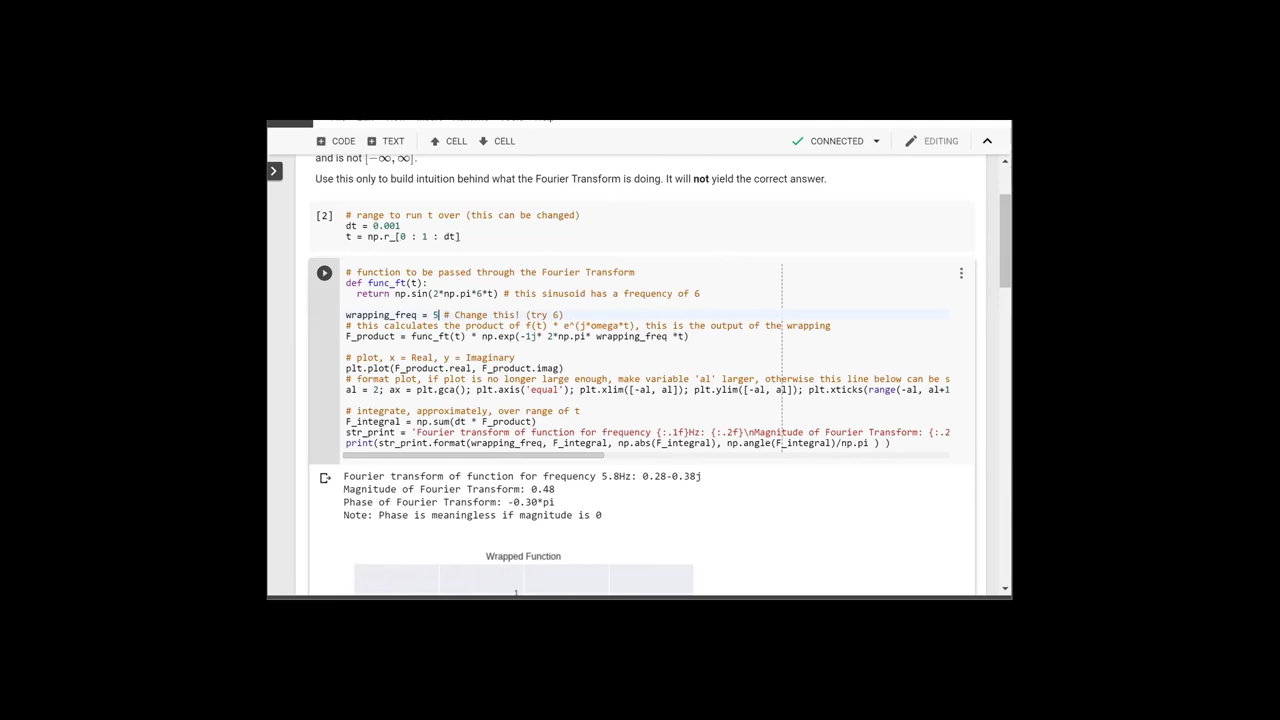 CODE TEXT CELL CELL CONNECTED EDITING
and is not [−∞, ∞].
Use this only to build intuition behind what the Fourier Transform is doing. It will not yield the correct answer.
[2] # range to run t over (this can be changed)
dt = 0.001
t = np.r_[0 : 1 : dt]
# function to be passed through the Fourier Transform
def func_ft(t):
return np.sin(2*np.pi*6*t) # this sinusoid has a frequency of 6
wrapping_freq = 5 # Change this! (try 6)
# this calculates the product of f(t) * e^(j*omega*t), this is the output of the wrapping
F_product = func_ft(t) * np.exp(-1j* 2*np.pi* wrapping_freq *t)
# plot, x = Real, y = Imaginary
plt.plot(F_product.real, F_product.imag)
# format plot, if plot is no longer large enough, make variable 'al' larger, otherwise this line below can be s
al = 2; ax = plt.gca(); plt.axis('equal'); plt.xlim([-al, al]); plt.ylim([-al, al]); plt.xticks(range(-al, al+1
# integrate, approximately, over range of t
F_integral = np.sum(dt * F_product)
str_print = 'Fourier transform of function for frequency {:.1f}Hz: {:.2f}\nMagnitude of Fourier Transform: {:.2
print(str_print.format(wrapping_freq, F_integral, np.abs(F_integral), np.angle(F_integral)/np.pi ) )
Fourier transform of function for frequency 5.8Hz: 0.28-0.38j
Magnitude of Fourier Transform: 0.48
Phase of Fourier Transform: -0.30*pi
Note: Phase is meaningless if magnitude is 0
Wrapped Function
1